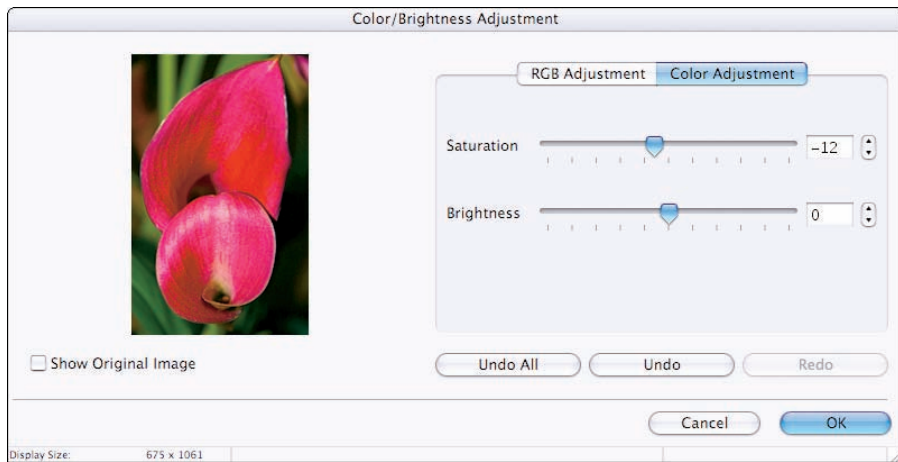 Color/Brightness Adjustment
RGB Adjustment
Color Adjustment
Saturation
-12
Brightness
0
Show Original Image
Undo All
Undo
Redo
Cancel
OK
Display Size: 675 x 1061